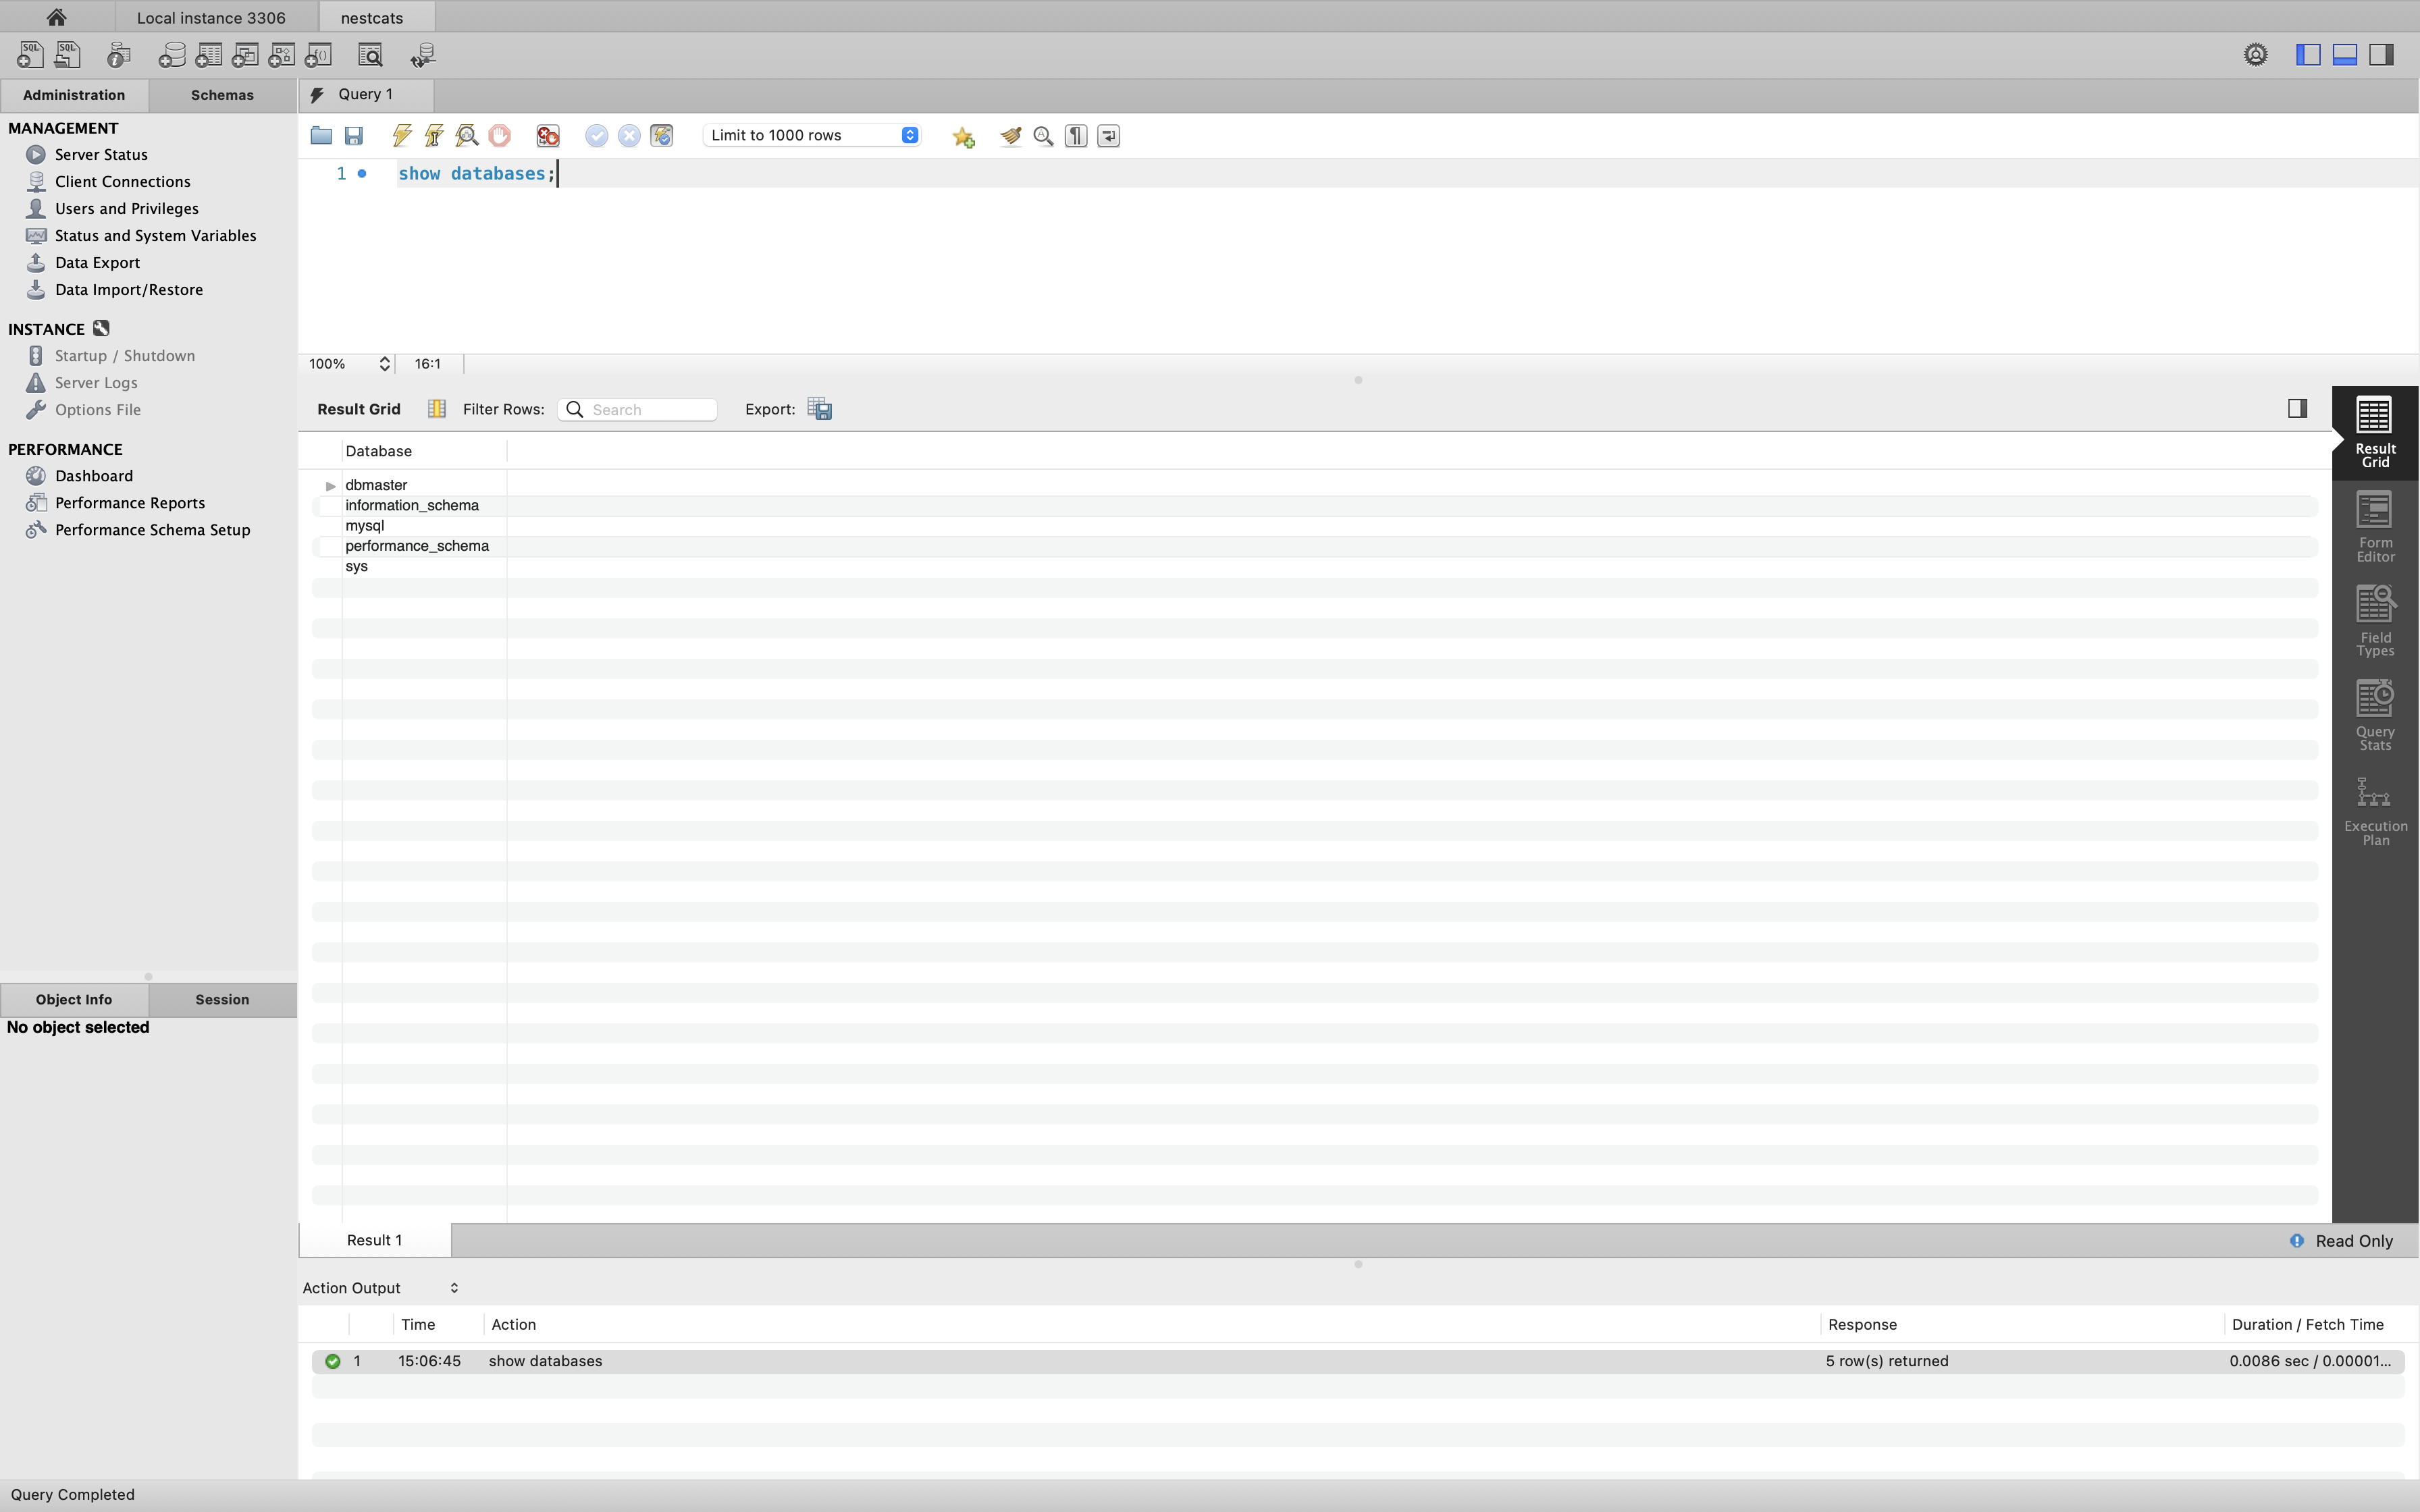 Local instance 3306
nestcats
SQL
SQL
Administration
Schemas
Query 1
MANAGEMENT
Server Status
Client Connections
Users and Privileges
Status and System Variables
Data Export
Data Import/Restore
INSTANCE
Startup / Shutdown
Server Logs
Options File
PERFORMANCE
Dashboard
Performance Reports
Performance Schema Setup
Object Info
Session
No object selected
Limit to 1000 rows
1
show databases;
100%
16:1
Result Grid
Filter Rows:
Search
Export:
Database
dbmaster
information_schema
mysql
performance_schema
sys
Result
Grid
Form
Editor
Field
Types
Query
Stats
Execution
Plan
Result 1
Read Only
Action Output
Time
Action
Response
Duration / Fetch Time
1
15:06:45
show databases
5 row(s) returned
0.0086 sec / 0.00001...
Query Completed